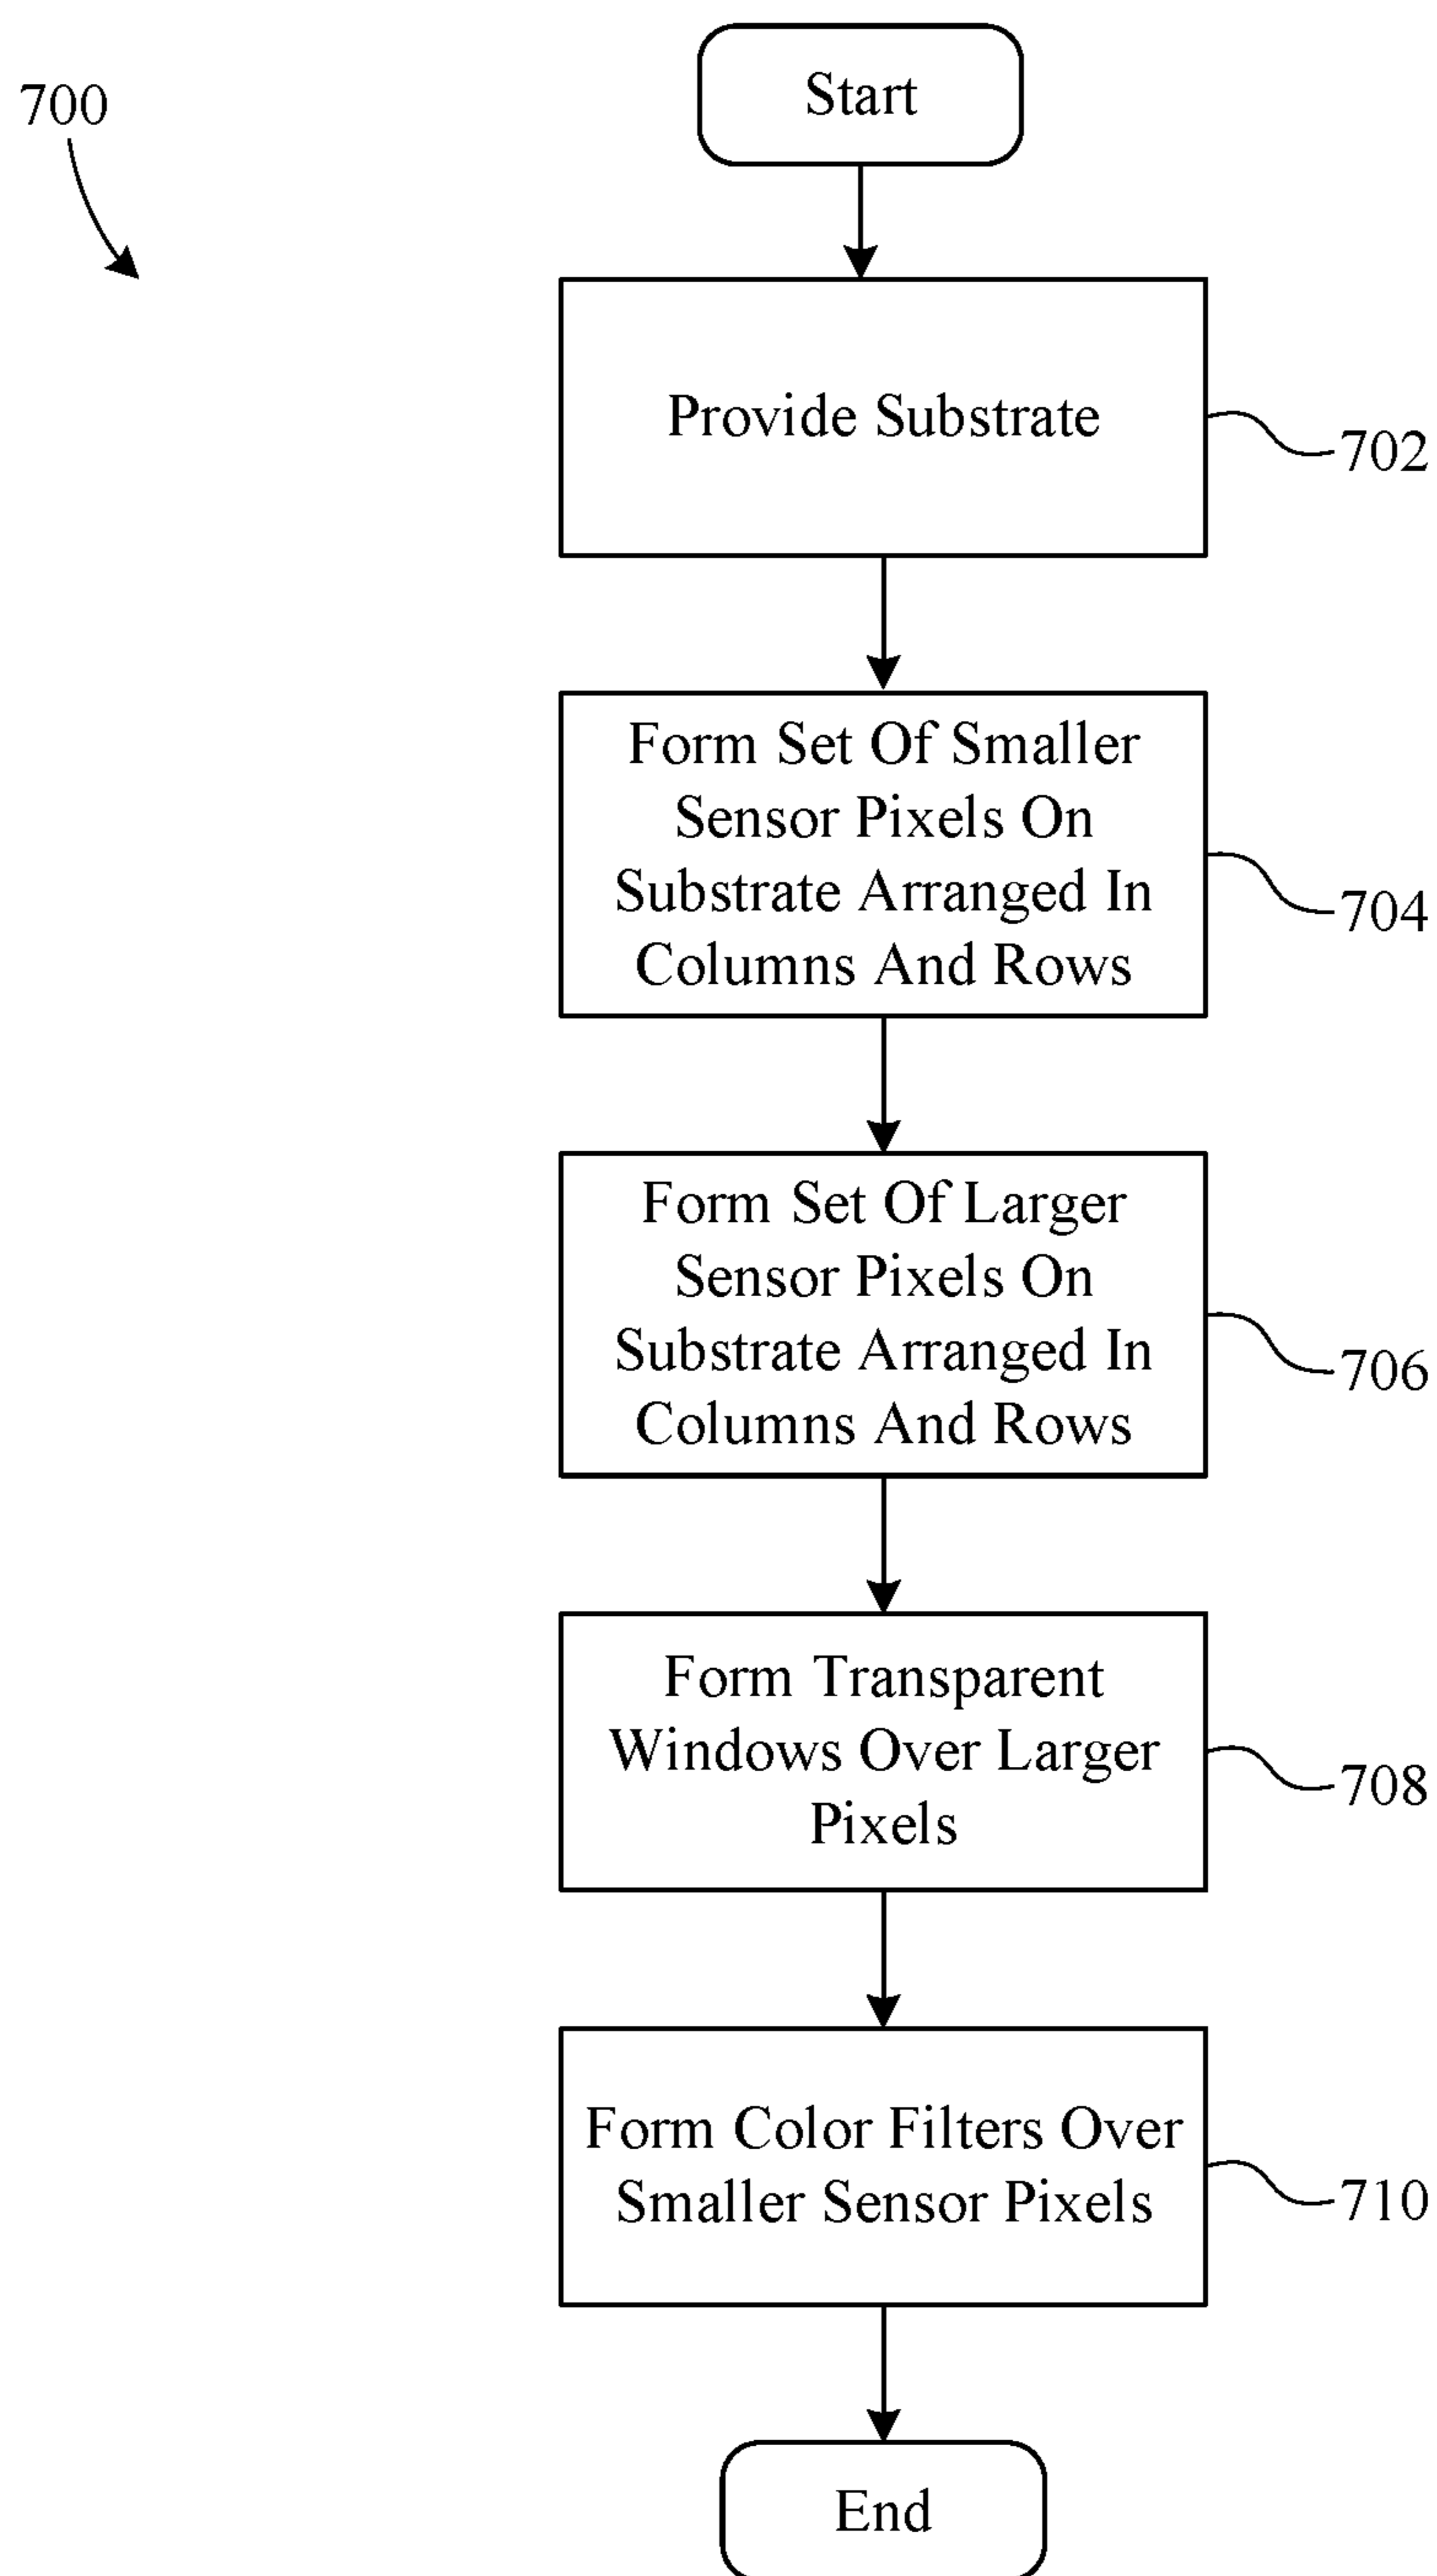 700
Start
Provide Substrate
702
Form Set Of Smaller
Sensor Pixels On
Substrate Arranged In
Columns And Rows
704
Form Set Of Larger
Sensor Pixels On
Substrate Arranged In
Columns And Rows
706
Form Transparent
Windows Over Larger
Pixels
708
Form Color Filters Over
Smaller Sensor Pixels
710
End